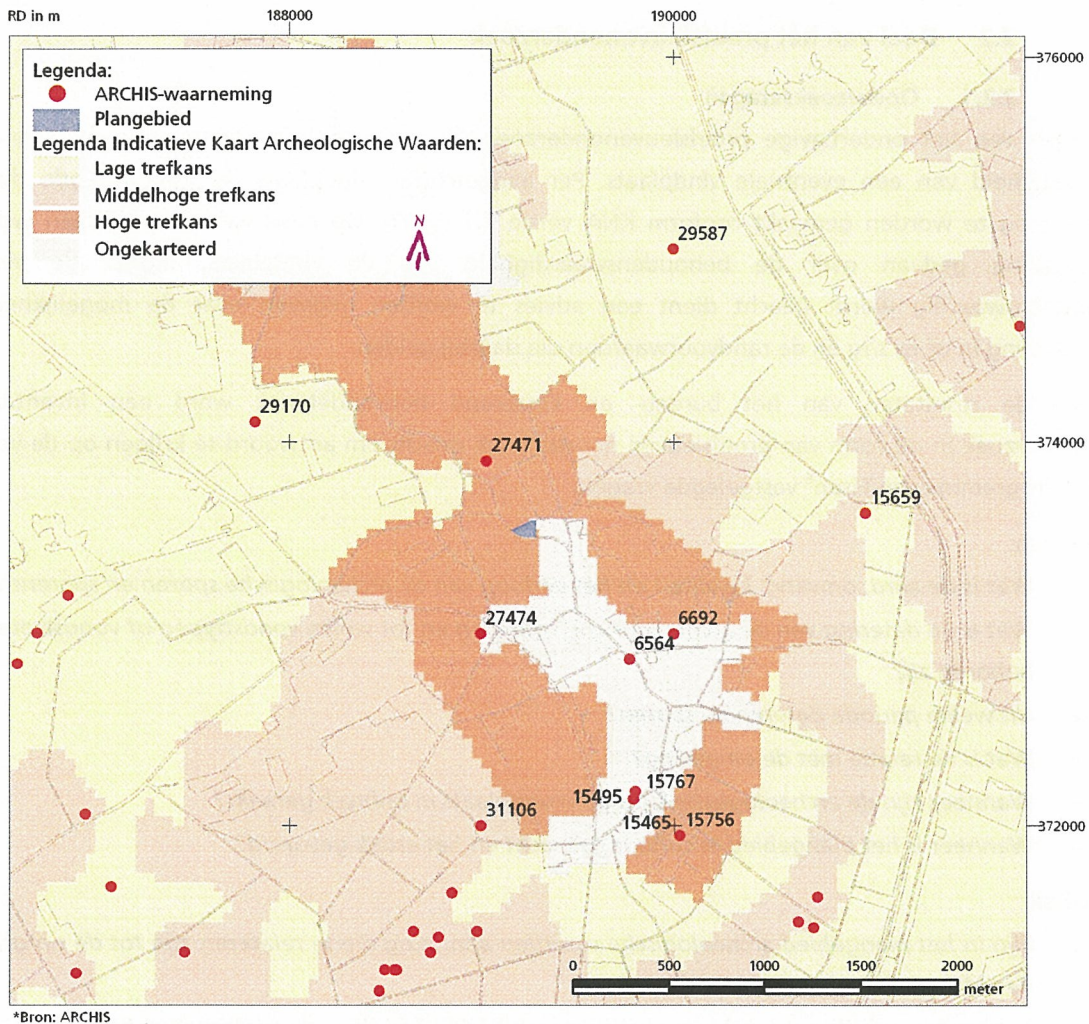 RD in m
188000
190000
376000
374000
372000
Legenda:
ARCHIS-waarneming
Plangebied
Legenda Indicatieve Kaart Archeologische Waarden:
Lage trefkans
Middelhoge trefkans
Hoge trefkans
Ongekarteerd
N
29587
29170
27471
15659
27474
6692
6564
15767
15495
31106
15465
15756
0 500 1000 1500 2000
meter
*Bron: ARCHIS